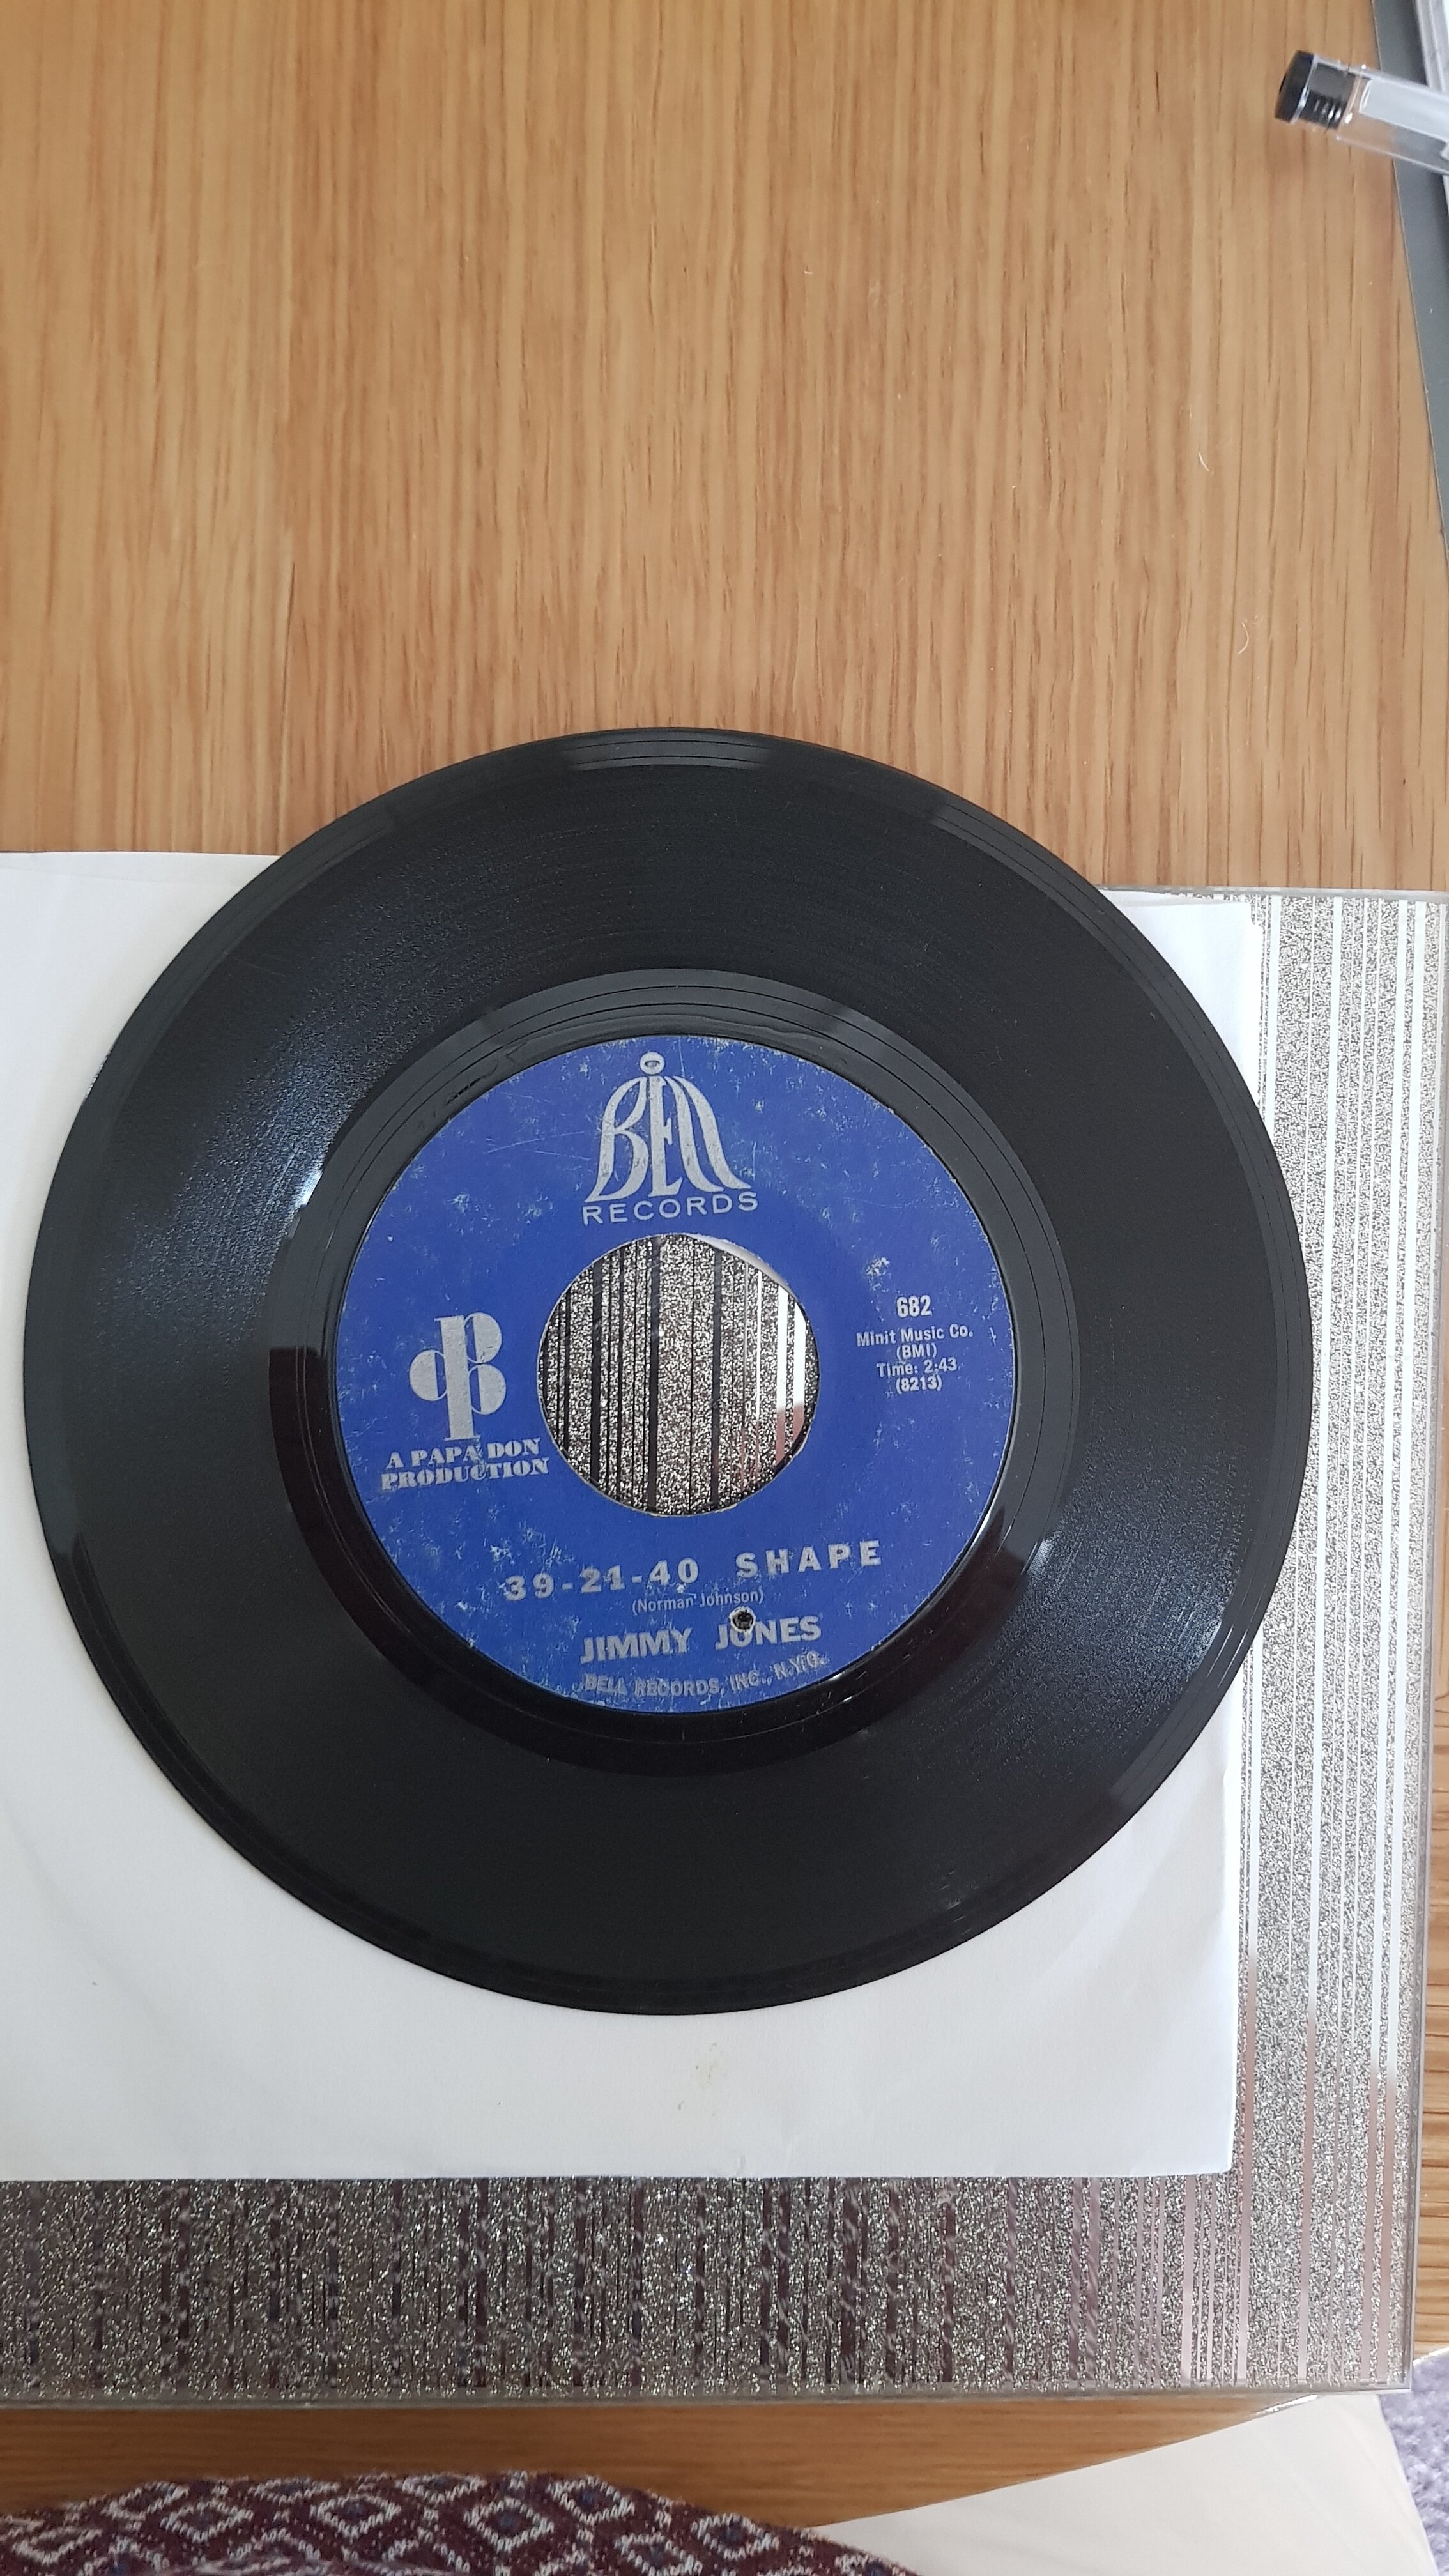 BELL
RECORDS
682
Minit Music Co.
(BMI)
Time: 2:43
(8213)
A PAPA DON
PRODUCTION
39-21-40 SHAPE
(Norman Johnson)
JIMMY JONES
BELL RECORDS, INC., N.Y.C.